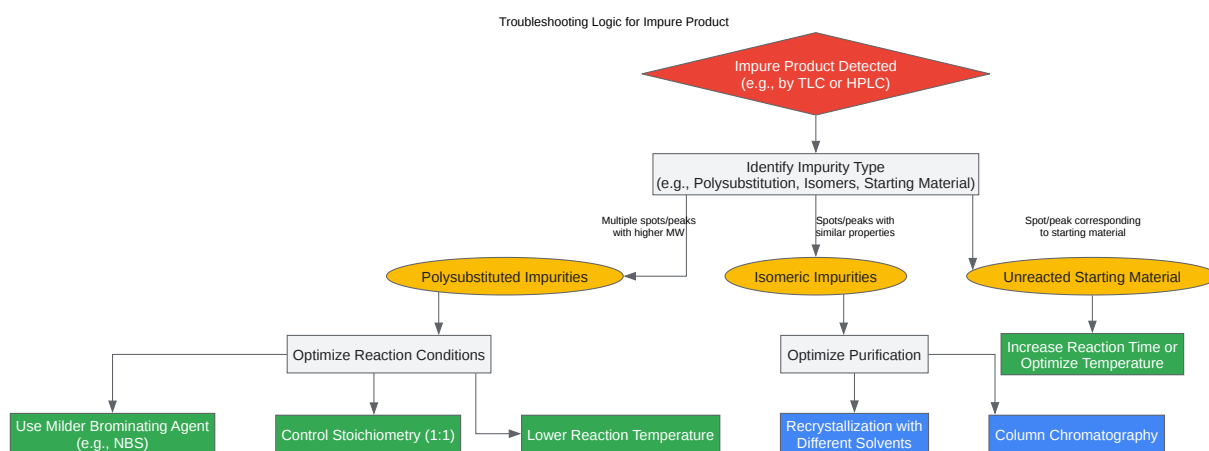 Troubleshooting Logic for Impure Product
Impure Product Detected
(e.g., by TLC or HPLC)
Identify Impurity Type
(e.g., Polysubstitution, Isomers, Starting Material)
Multiple spots/peaks
with higher MW
Spots/peaks with
similar properties
Spot/peak corresponding
to starting material
Polysubstituted Impurities
Isomeric Impurities
Unreacted Starting Material
Optimize Reaction Conditions
Optimize Purification
Increase Reaction Time or
Optimize Temperature
Use Milder Brominating Agent
(e.g., NBS)
Control Stoichiometry (1:1)
Lower Reaction Temperature
Recrystallization with
Different Solvents
Column Chromatography